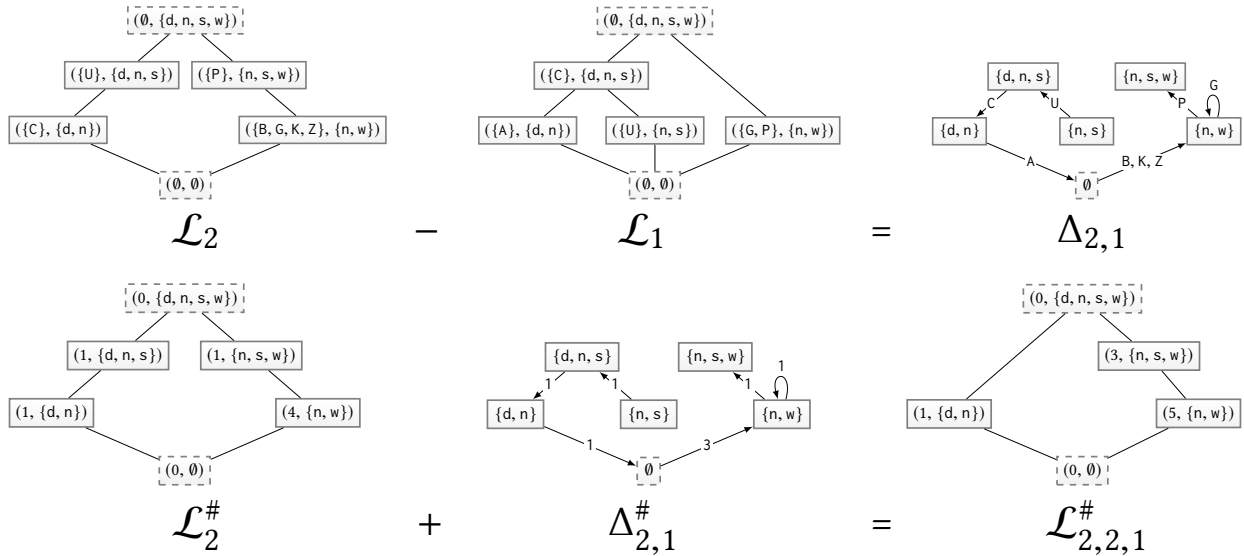 (∅, {d, n, s, w})
({U}, {d, n, s}) ({P}, {n, s, w})
({C}, {d, n}) ({B, G, K, Z}, {n, w})
(∅, ∅)
(∅, {d, n, s, w})
({C}, {d, n, s})
({A}, {d, n}) ({U}, {n, s}) ({G, P}, {n, w})
(∅, ∅)
{d, n, s} {n, s, w} G
C U P
{d, n} {n, s} {n, w}
A B, K, Z
∅
ℒ₂ − ℒ₁ = Δ₂,₁
(0, {d, n, s, w})
(1, {d, n, s}) (1, {n, s, w})
(1, {d, n}) (4, {n, w})
(0, ∅)
{d, n, s} {n, s, w} 1
1 1 1
{d, n} {n, s} {n, w}
1 3
∅
(0, {d, n, s, w})
(3, {n, s, w})
(1, {d, n}) (5, {n, w})
(0, ∅)
ℒ₂# + Δ₂,₁# = ℒ₂,₂,₁#